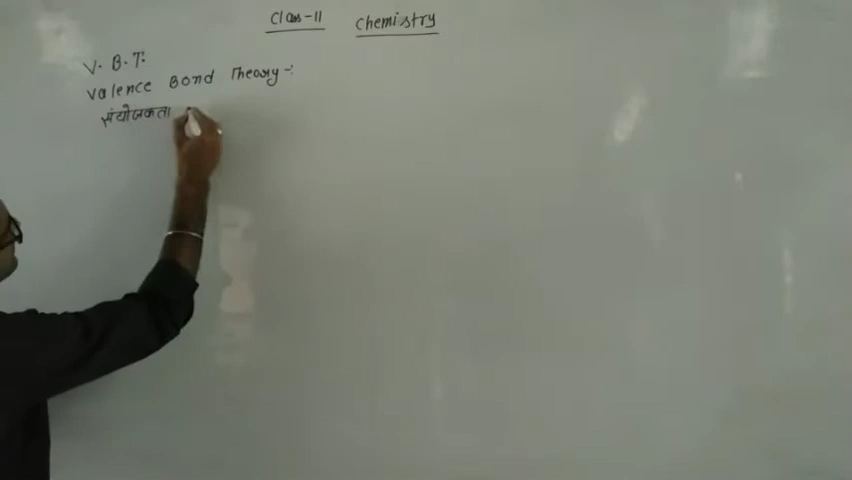 Class-11 Chemistry
V. B. T:
Valence Bond Theory-:
संयोजकता